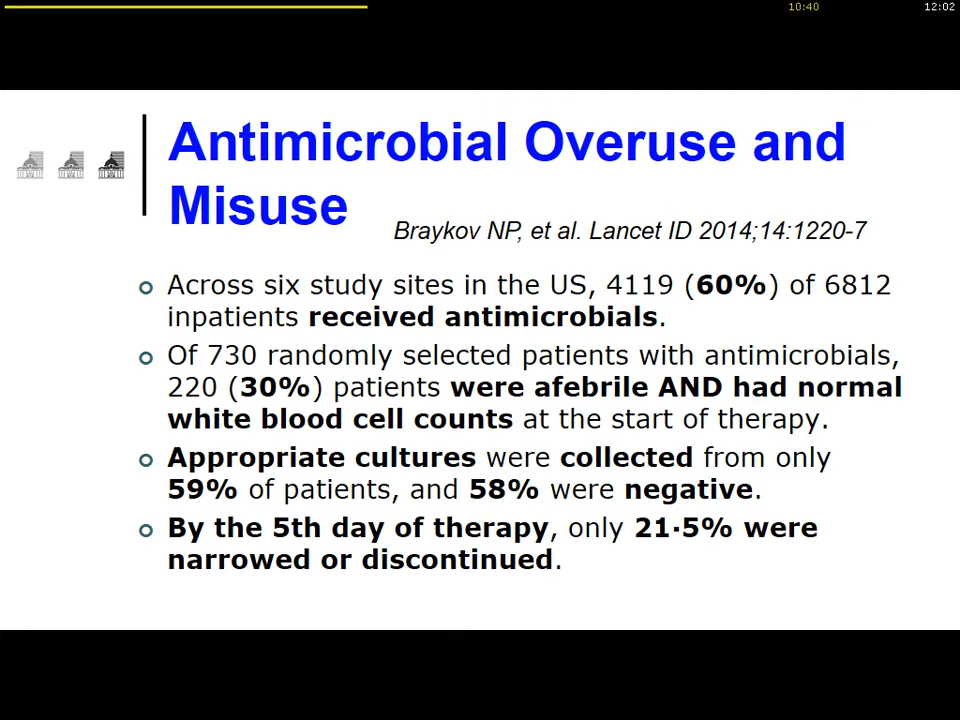 10:40
12:02
Antimicrobial Overuse and
Misuse
Braykov NP, et al. Lancet ID 2014;14:1220-7
Across six study sites in the US, 4119 (60%) of 6812
inpatients received antimicrobials.
Of 730 randomly selected patients with antimicrobials,
220 (30%) patients were afebrile AND had normal
white blood cell counts at the start of therapy.
Appropriate cultures were collected from only
59% of patients, and 58% were negative.
By the 5th day of therapy, only 21·5% were
narrowed or discontinued.